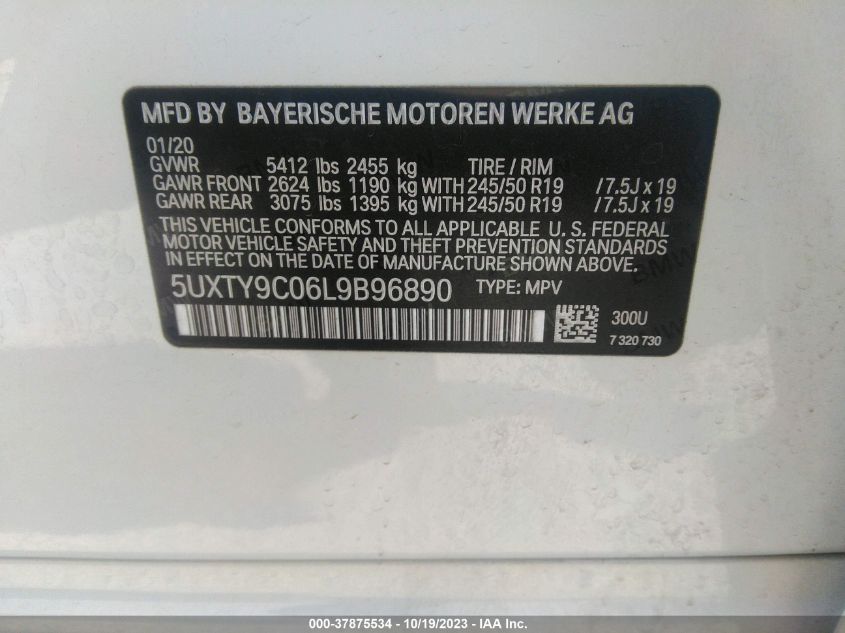 MFD BY BAYERISCHE MOTOREN WERKE AG
01/20
GVWR 5412 lbs 2455 kg TIRE / RIM
GAWR FRONT 2624 lbs 1190 kg WITH 245/50 R19 /7.5J x 19
GAWR REAR 3075 lbs 1395 kg WITH 245/50 R19 /7.5J x 19
THIS VEHICLE CONFORMS TO ALL APPLICABLE U. S. FEDERAL
MOTOR VEHICLE SAFETY AND THEFT PREVENTION STANDARDS
IN EFFECT ON THE DATE OF MANUFACTURE SHOWN ABOVE.
5UXTY9C06L9B96890 TYPE: MPV
300U
7 320 730
000-37875534 - 10/19/2023 - IAA Inc.